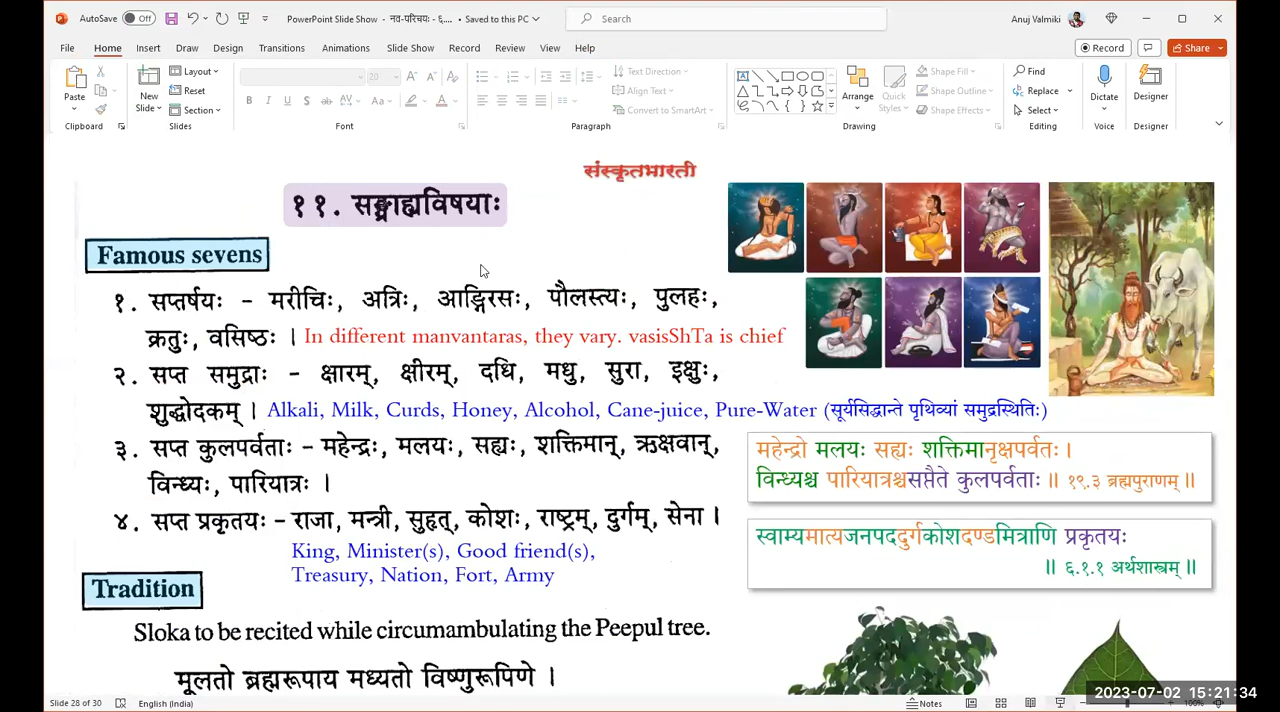 AutoSave Off
PowerPoint Slide Show - नव-परिचयः - ६... • Saved to this PC
Search
Anuj Valmiki
File Home Insert Draw Design Transitions Animations Slide Show Record Review View Help
Record
Share
Paste
New Slide
Layout
Reset
Section
20
Text Direction
Align Text
Convert to SmartArt
Arrange
Quick Styles
Shape Fill
Shape Outline
Shape Effects
Find
Replace
Select
Dictate
Designer
Clipboard Slides Font Paragraph Drawing Editing Voice Designer
संस्कृतभारती
११. सङ्ग्राह्यविषयाः
Famous sevens
१. सप्तर्षयः - मरीचिः, अत्रिः, आङ्गिरसः, पौलस्त्यः, पुलहः,
क्रतुः, वसिष्ठः । In different manvantaras, they vary. vasisShTa is chief
२. सप्त समुद्राः - क्षारम्, क्षीरम्, दधि, मधु, सुरा, इक्षुः,
शुद्धोदकम् । Alkali, Milk, Curds, Honey, Alcohol, Cane-juice, Pure-Water (सूर्यसिद्धान्ते पृथिव्यां समुद्रस्थितिः)
३. सप्त कुलपर्वताः - महेन्द्रः, मलयः, सह्यः, शक्तिमान्, ऋक्षवान्,
विन्ध्यः, पारियात्रः ।
महेन्द्रो मलयः सह्यः शक्तिमानृक्षपर्वतः ।
विन्ध्यश्च पारियात्रश्चसप्तैते कुलपर्वताः ॥ १९.३ ब्रह्मपुराणम् ॥
४. सप्त प्रकृतयः - राजा, मन्त्री, सुहृत्, कोशः, राष्ट्रम्, दुर्गम्, सेना ।
King, Minister(s), Good friend(s),
Treasury, Nation, Fort, Army
स्वाम्यमात्यजनपददुर्गकोशदण्डमित्राणि प्रकृतयः
॥ ६.१.१ अर्थशास्त्रम् ॥
Tradition
Sloka to be recited while circumambulating the Peepul tree.
मूलतो ब्रह्मरूपाय मध्यतो विष्णुरूपिणे ।
Slide 28 of 30 English (India)
Notes
100%
2023-07-02 15:21:34